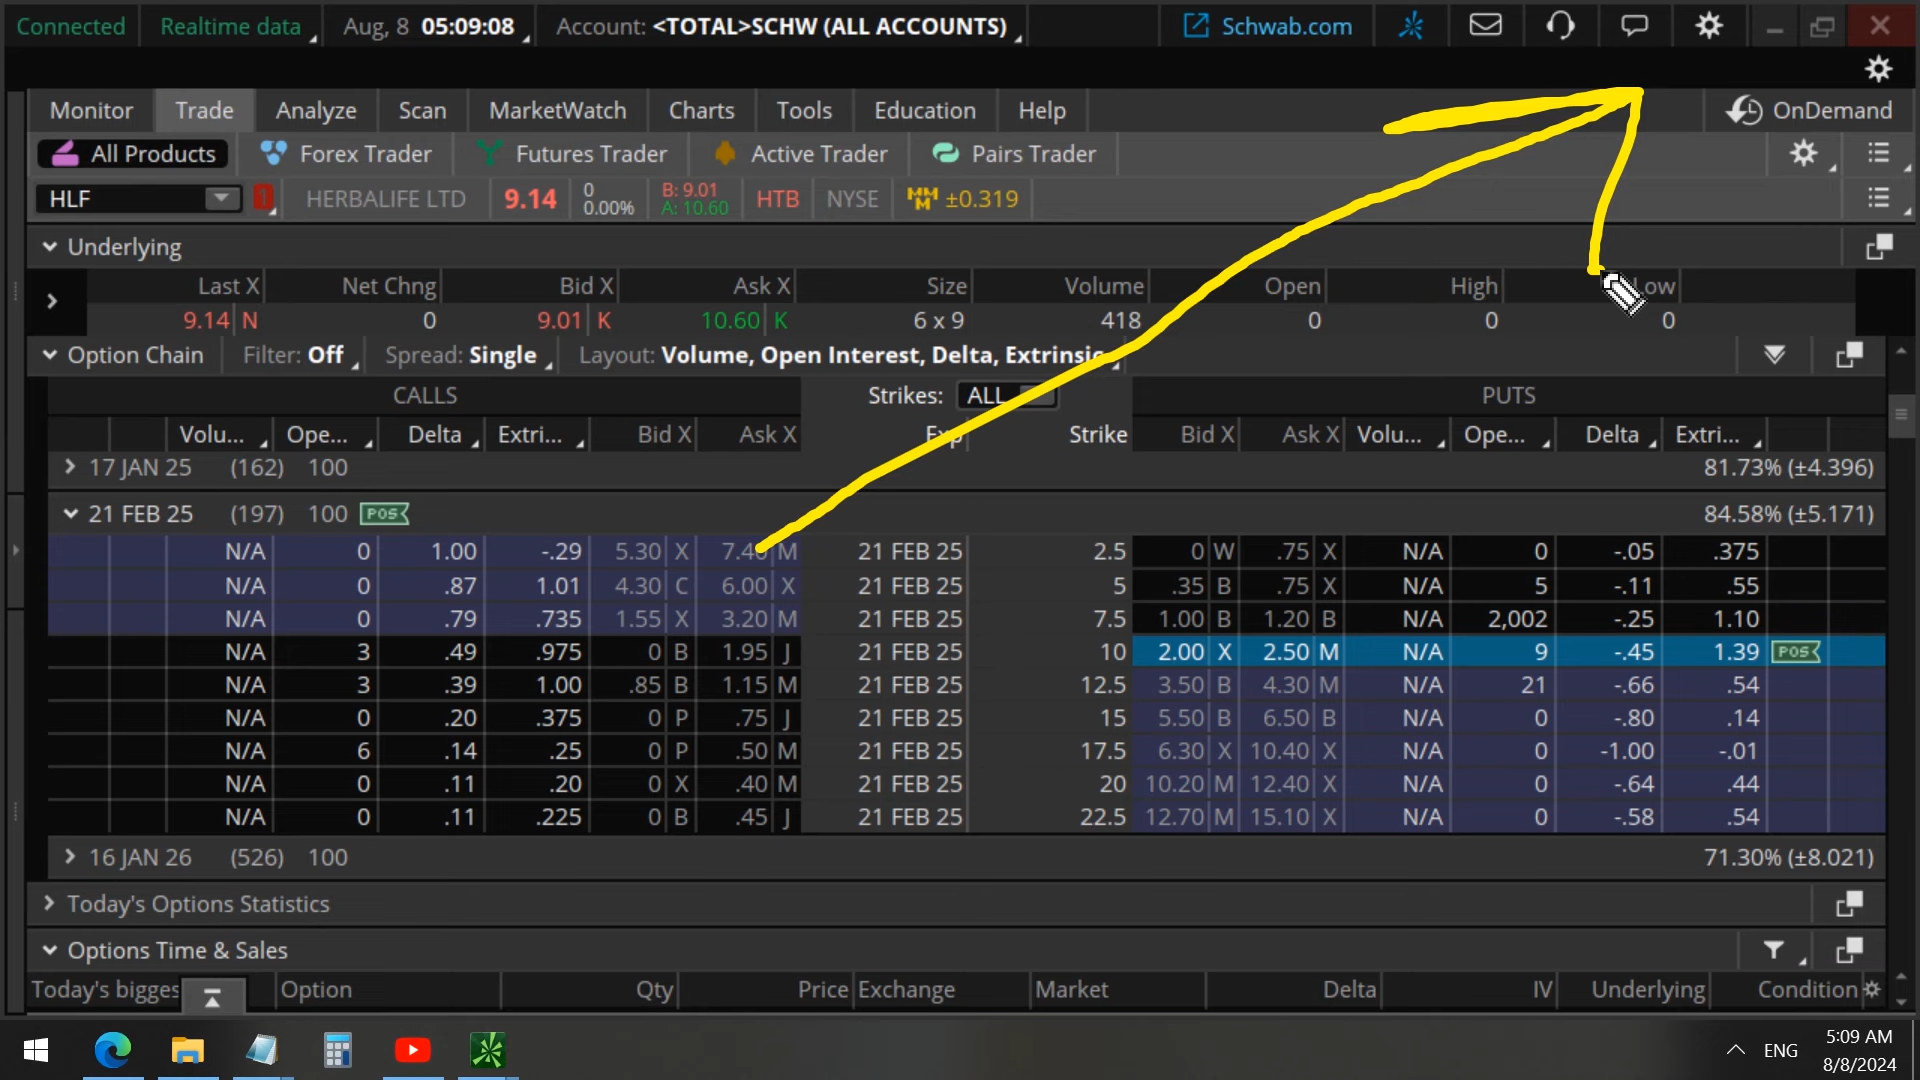 Connected Realtime data Aug, 8 05:09:08 Account: <TOTAL>SCHW (ALL ACCOUNTS) Schwab.com
Monitor Trade Analyze Scan MarketWatch Charts Tools Education Help OnDemand
All Products Forex Trader Futures Trader Active Trader Pairs Trader
HLF 1 HERBALIFE LTD 9.14 0 0.00% B: 9.01 A: 10.60 HTB NYSE MM M ±0.319
Underlying
Last X Net Chng Bid X Ask X Size Volume Open High Low
9.14 N 0 9.01 K 10.60 K 6 x 9 418 0 0 0
Option Chain Filter: Off Spread: Single Layout: Volume, Open Interest, Delta, Extrinsic
CALLS Strikes: ALL PUTS
Volu... Ope... Delta Extri... Bid X Ask X Exp Strike Bid X Ask X Volu... Ope... Delta Extri...
17 JAN 25 (162) 100 81.73% (±4.396)
21 FEB 25 (197) 100 POS 84.58% (±5.171)
N/A 0 1.00 -.29 5.30 X 7.40 M 21 FEB 25 2.5 0 W .75 X N/A 0 -.05 .375
N/A 0 .87 1.01 4.30 C 6.00 X 21 FEB 25 5 .35 B .75 X N/A 5 -.11 .55
N/A 0 .79 .735 1.55 X 3.20 M 21 FEB 25 7.5 1.00 B 1.20 B N/A 2,002 -.25 1.10
N/A 3 .49 .975 0 B 1.95 J 21 FEB 25 10 2.00 X 2.50 M N/A 9 -.45 1.39 POS
N/A 3 .39 1.00 .85 B 1.15 M 21 FEB 25 12.5 3.50 B 4.30 M N/A 21 -.66 .54
N/A 0 .20 .375 0 P .75 J 21 FEB 25 15 5.50 B 6.50 B N/A 0 -.80 .14
N/A 6 .14 .25 0 P .50 M 21 FEB 25 17.5 6.30 X 10.40 X N/A 0 -1.00 -.01
N/A 0 .11 .20 0 X .40 M 21 FEB 25 20 10.20 M 12.40 X N/A 0 -.64 .44
N/A 0 .11 .225 0 B .45 J 21 FEB 25 22.5 12.70 M 15.10 X N/A 0 -.58 .54
16 JAN 26 (526) 100 71.30% (±8.021)
Today's Options Statistics
Options Time & Sales
Today's bigges Option Qty Price Exchange Market Delta IV Underlying Condition
ENG 5:09 AM
8/8/2024